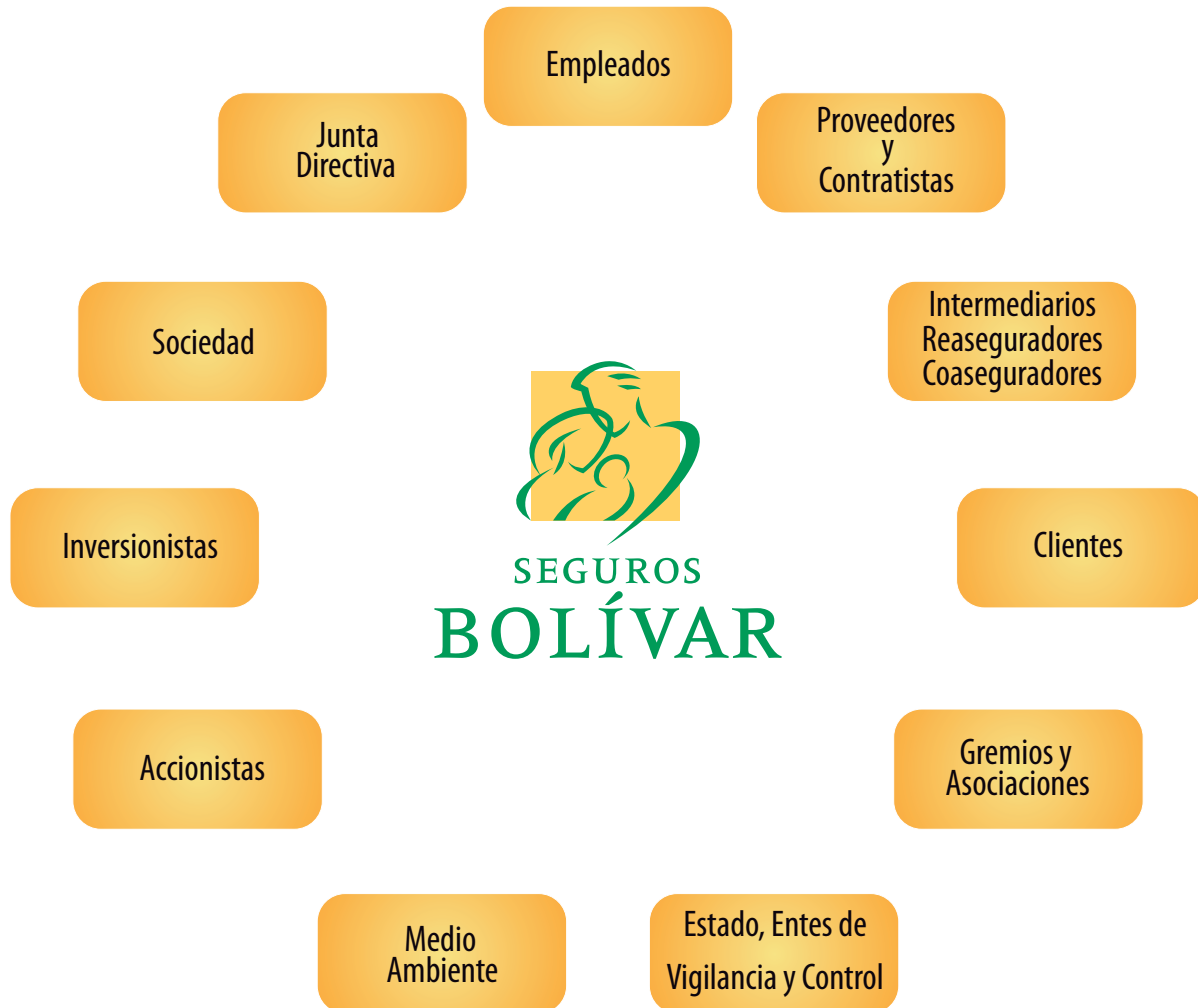 Empleados
Junta
Directiva
Proveedores
y
Contratistas
Sociedad
Intermediarios
Reaseguradores
Coaseguradores
Inversionistas
SEGUROS
BOLÍVAR
Clientes
Accionistas
Gremios y
Asociaciones
Medio
Ambiente
Estado, Entes de
Vigilancia y Control